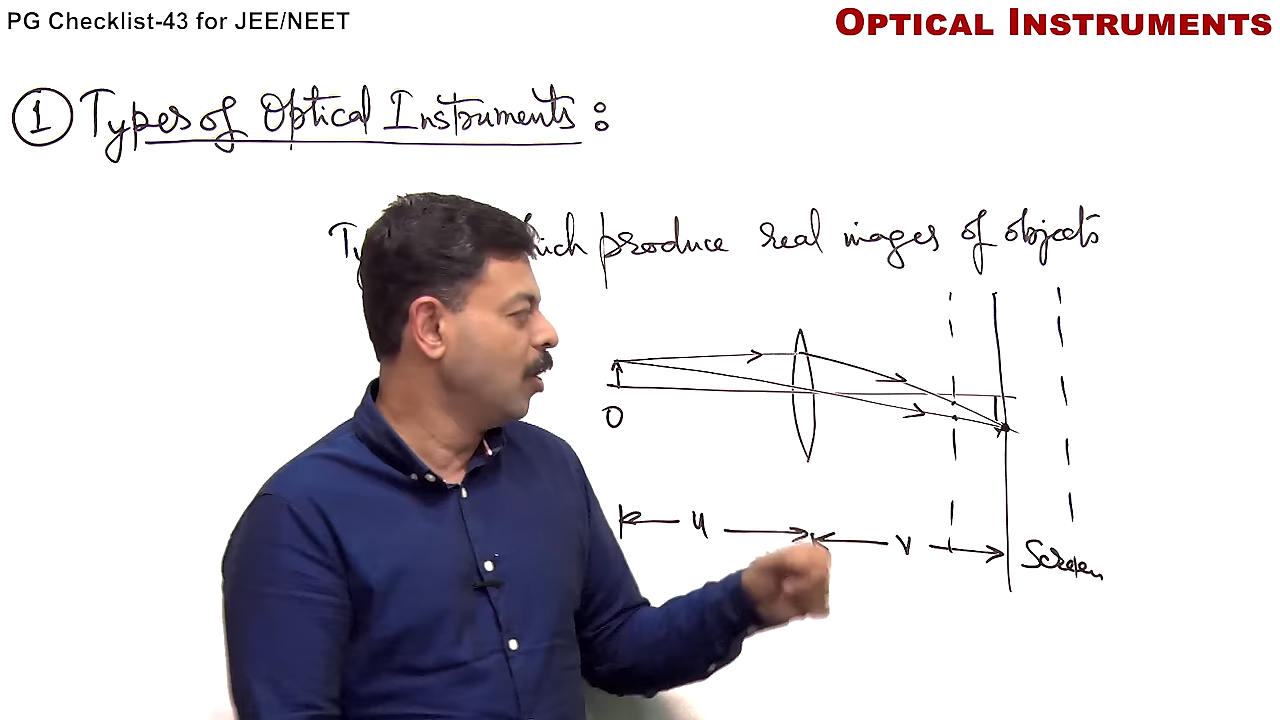 PG Checklist-43 for JEE/NEET
OPTICAL INSTRUMENTS
1 Types of Optical Instruments :
produce real images of objects
O
u
v
Screen